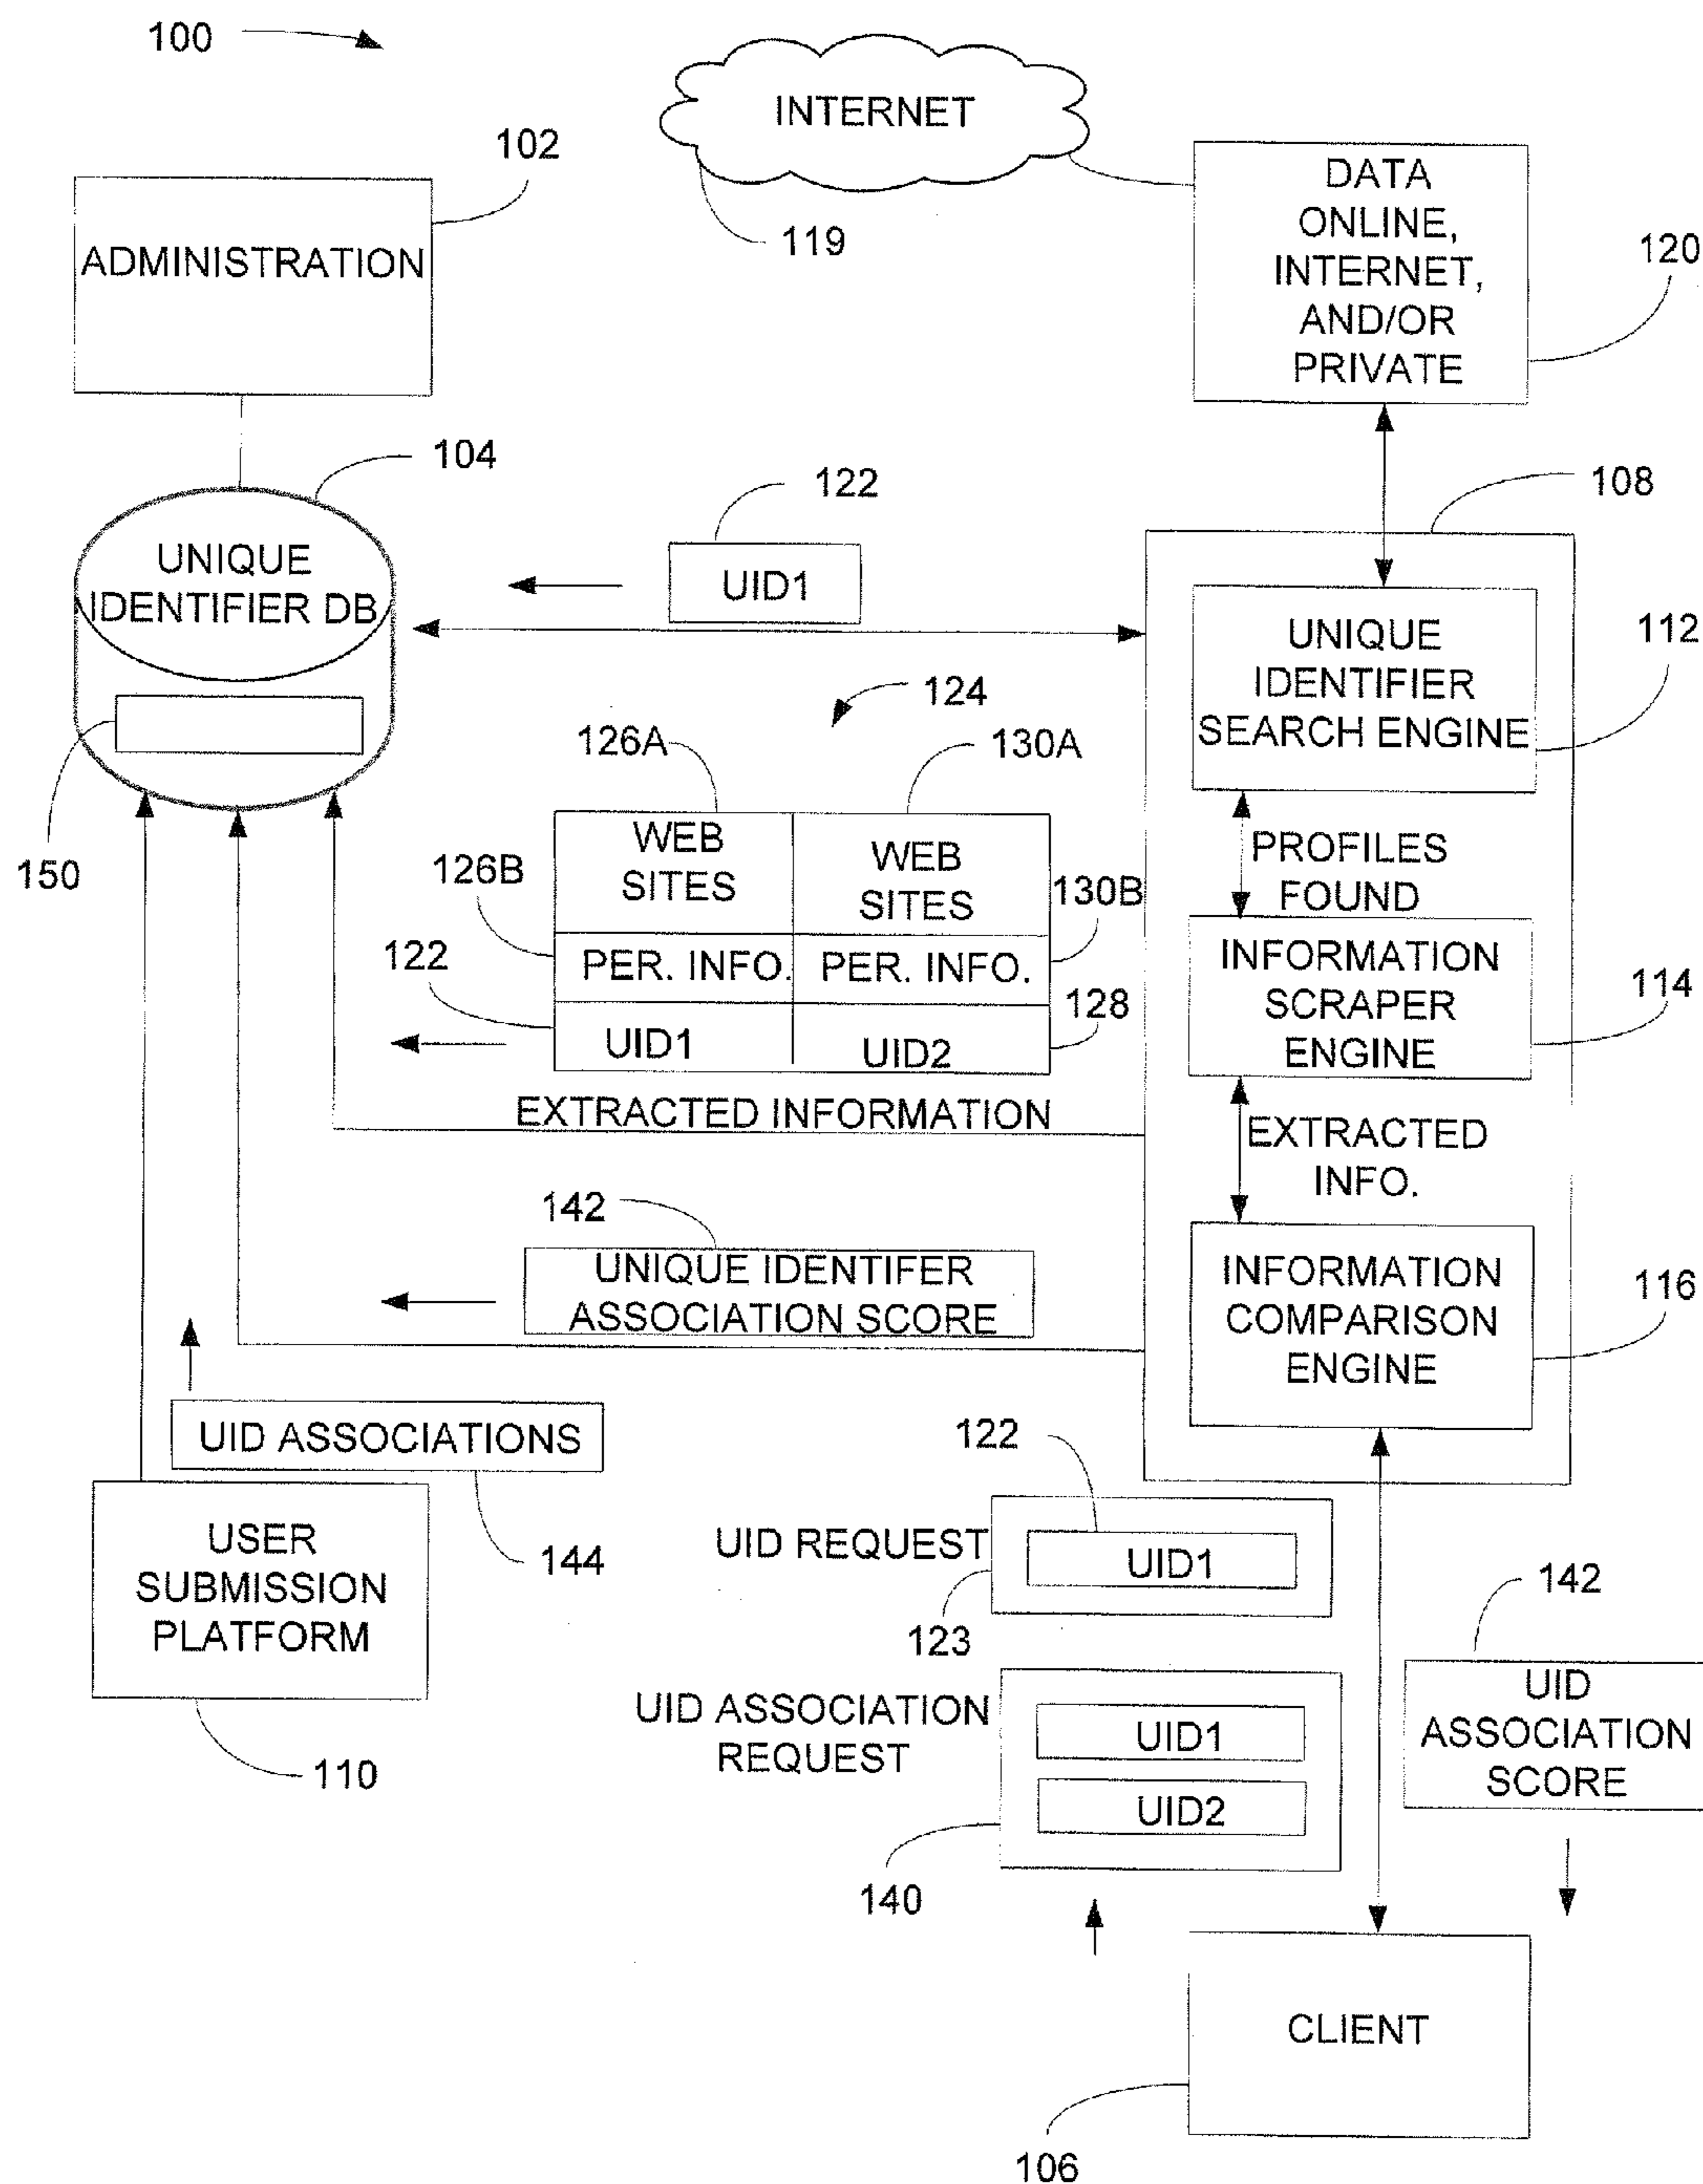 100
INTERNET
102
DATA
ONLINE,
INTERNET,
AND/OR
PRIVATE
119
120
ADMINISTRATION
104
122
108
UNIQUE
IDENTIFIER DB
UID1
UNIQUE
IDENTIFIER
SEARCH ENGINE
112
124
126A
130A
150
WEB
SITES
WEB
SITES
126B
130B
PROFILES
FOUND
122
PER. INFO.
PER. INFO.
INFORMATION
SCRAPER
ENGINE
114
128
UID1
UID2
EXTRACTED INFORMATION
EXTRACTED
INFO.
142
UNIQUE IDENTIFER
ASSOCIATION SCORE
INFORMATION
COMPARISON
ENGINE
116
UID ASSOCIATIONS
144
122
USER
SUBMISSION
PLATFORM
110
UID REQUEST
UID1
123
142
UID ASSOCIATION
REQUEST
UID1
UID2
140
UID
ASSOCIATION
SCORE
CLIENT
106